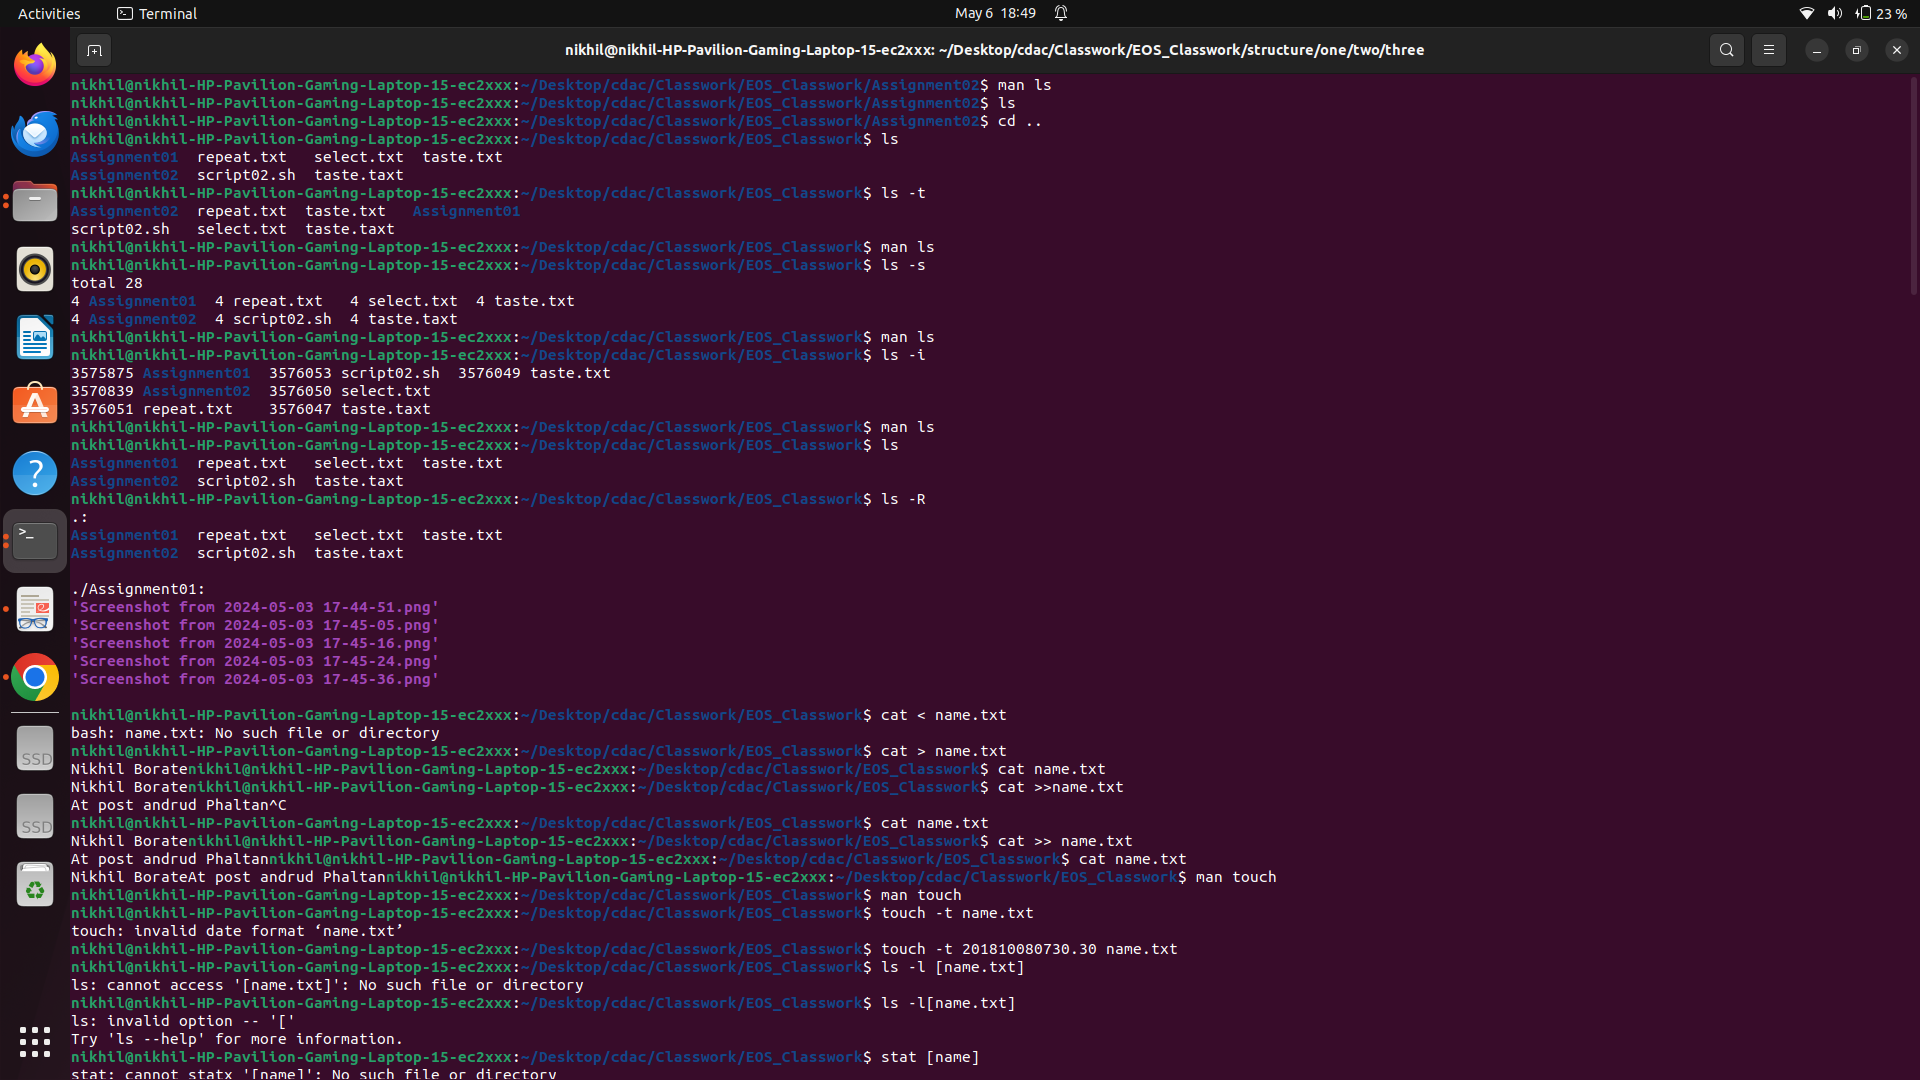 Activities Terminal May 6 18:49 23 %
nikhil@nikhil-HP-Pavilion-Gaming-Laptop-15-ec2xxx: ~/Desktop/cdac/Classwork/EOS_Classwork/structure/one/two/three
nikhil@nikhil-HP-Pavilion-Gaming-Laptop-15-ec2xxx:~/Desktop/cdac/Classwork/EOS_Classwork/Assignment02$ man ls
nikhil@nikhil-HP-Pavilion-Gaming-Laptop-15-ec2xxx:~/Desktop/cdac/Classwork/EOS_Classwork/Assignment02$ ls
nikhil@nikhil-HP-Pavilion-Gaming-Laptop-15-ec2xxx:~/Desktop/cdac/Classwork/EOS_Classwork/Assignment02$ cd ..
nikhil@nikhil-HP-Pavilion-Gaming-Laptop-15-ec2xxx:~/Desktop/cdac/Classwork/EOS_Classwork$ ls
Assignment01  repeat.txt   select.txt  taste.txt
Assignment02  script02.sh  taste.taxt
nikhil@nikhil-HP-Pavilion-Gaming-Laptop-15-ec2xxx:~/Desktop/cdac/Classwork/EOS_Classwork$ ls -t
Assignment02  repeat.txt  taste.txt   Assignment01
script02.sh   select.txt  taste.taxt
nikhil@nikhil-HP-Pavilion-Gaming-Laptop-15-ec2xxx:~/Desktop/cdac/Classwork/EOS_Classwork$ man ls
nikhil@nikhil-HP-Pavilion-Gaming-Laptop-15-ec2xxx:~/Desktop/cdac/Classwork/EOS_Classwork$ ls -s
total 28
4 Assignment01  4 repeat.txt   4 select.txt  4 taste.txt
4 Assignment02  4 script02.sh  4 taste.taxt
nikhil@nikhil-HP-Pavilion-Gaming-Laptop-15-ec2xxx:~/Desktop/cdac/Classwork/EOS_Classwork$ man ls
nikhil@nikhil-HP-Pavilion-Gaming-Laptop-15-ec2xxx:~/Desktop/cdac/Classwork/EOS_Classwork$ ls -i
3575875 Assignment01  3576053 script02.sh  3576049 taste.txt
3570839 Assignment02  3576050 select.txt
3576051 repeat.txt    3576047 taste.taxt
nikhil@nikhil-HP-Pavilion-Gaming-Laptop-15-ec2xxx:~/Desktop/cdac/Classwork/EOS_Classwork$ man ls
nikhil@nikhil-HP-Pavilion-Gaming-Laptop-15-ec2xxx:~/Desktop/cdac/Classwork/EOS_Classwork$ ls
Assignment01  repeat.txt   select.txt  taste.txt
Assignment02  script02.sh  taste.taxt
nikhil@nikhil-HP-Pavilion-Gaming-Laptop-15-ec2xxx:~/Desktop/cdac/Classwork/EOS_Classwork$ ls -R
.:
Assignment01  repeat.txt   select.txt  taste.txt
Assignment02  script02.sh  taste.taxt
./Assignment01:
'Screenshot from 2024-05-03 17-44-51.png'
'Screenshot from 2024-05-03 17-45-05.png'
'Screenshot from 2024-05-03 17-45-16.png'
'Screenshot from 2024-05-03 17-45-24.png'
'Screenshot from 2024-05-03 17-45-36.png'
nikhil@nikhil-HP-Pavilion-Gaming-Laptop-15-ec2xxx:~/Desktop/cdac/Classwork/EOS_Classwork$ cat < name.txt
bash: name.txt: No such file or directory
nikhil@nikhil-HP-Pavilion-Gaming-Laptop-15-ec2xxx:~/Desktop/cdac/Classwork/EOS_Classwork$ cat > name.txt
Nikhil Boratenikhil@nikhil-HP-Pavilion-Gaming-Laptop-15-ec2xxx:~/Desktop/cdac/Classwork/EOS_Classwork$ cat name.txt
Nikhil Boratenikhil@nikhil-HP-Pavilion-Gaming-Laptop-15-ec2xxx:~/Desktop/cdac/Classwork/EOS_Classwork$ cat >>name.txt
At post andrud Phaltan^C
nikhil@nikhil-HP-Pavilion-Gaming-Laptop-15-ec2xxx:~/Desktop/cdac/Classwork/EOS_Classwork$ cat name.txt
Nikhil Boratenikhil@nikhil-HP-Pavilion-Gaming-Laptop-15-ec2xxx:~/Desktop/cdac/Classwork/EOS_Classwork$ cat >> name.txt
At post andrud Phaltannikhil@nikhil-HP-Pavilion-Gaming-Laptop-15-ec2xxx:~/Desktop/cdac/Classwork/EOS_Classwork$ cat name.txt
Nikhil BorateAt post andrud Phaltannikhil@nikhil-HP-Pavilion-Gaming-Laptop-15-ec2xxx:~/Desktop/cdac/Classwork/EOS_Classwork$ man touch
nikhil@nikhil-HP-Pavilion-Gaming-Laptop-15-ec2xxx:~/Desktop/cdac/Classwork/EOS_Classwork$ man touch
nikhil@nikhil-HP-Pavilion-Gaming-Laptop-15-ec2xxx:~/Desktop/cdac/Classwork/EOS_Classwork$ touch -t name.txt
touch: invalid date format ‘name.txt’
nikhil@nikhil-HP-Pavilion-Gaming-Laptop-15-ec2xxx:~/Desktop/cdac/Classwork/EOS_Classwork$ touch -t 201810080730.30 name.txt
nikhil@nikhil-HP-Pavilion-Gaming-Laptop-15-ec2xxx:~/Desktop/cdac/Classwork/EOS_Classwork$ ls -l [name.txt]
ls: cannot access '[name.txt]': No such file or directory
nikhil@nikhil-HP-Pavilion-Gaming-Laptop-15-ec2xxx:~/Desktop/cdac/Classwork/EOS_Classwork$ ls -l[name.txt]
ls: invalid option -- '['
Try 'ls --help' for more information.
nikhil@nikhil-HP-Pavilion-Gaming-Laptop-15-ec2xxx:~/Desktop/cdac/Classwork/EOS_Classwork$ stat [name]
stat: cannot statx '[name]': No such file or directory
SSD
SSD